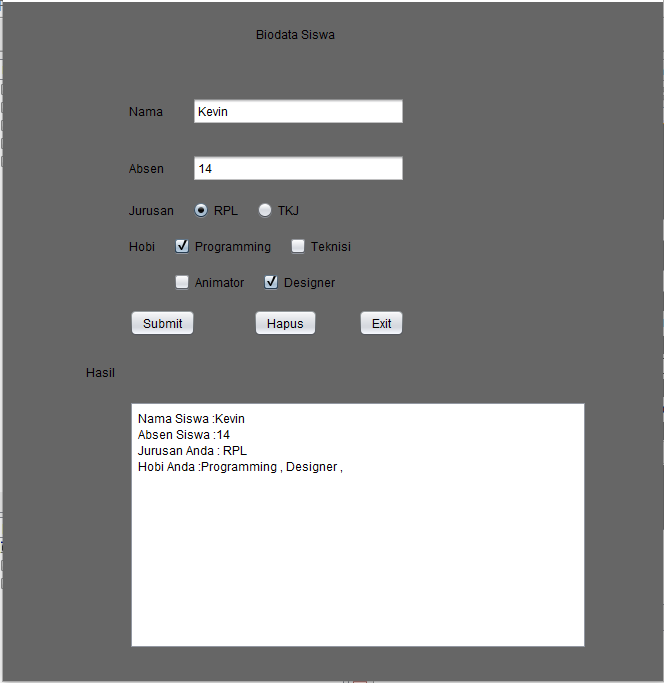 Biodata Siswa
Nama Kevin
Absen 14
Jurusan RPL TKJ
Hobi Programming Teknisi
Animator Designer
Submit Hapus Exit
Hasil
Nama Siswa :Kevin
Absen Siswa :14
Jurusan Anda : RPL
Hobi Anda :Programming , Designer ,